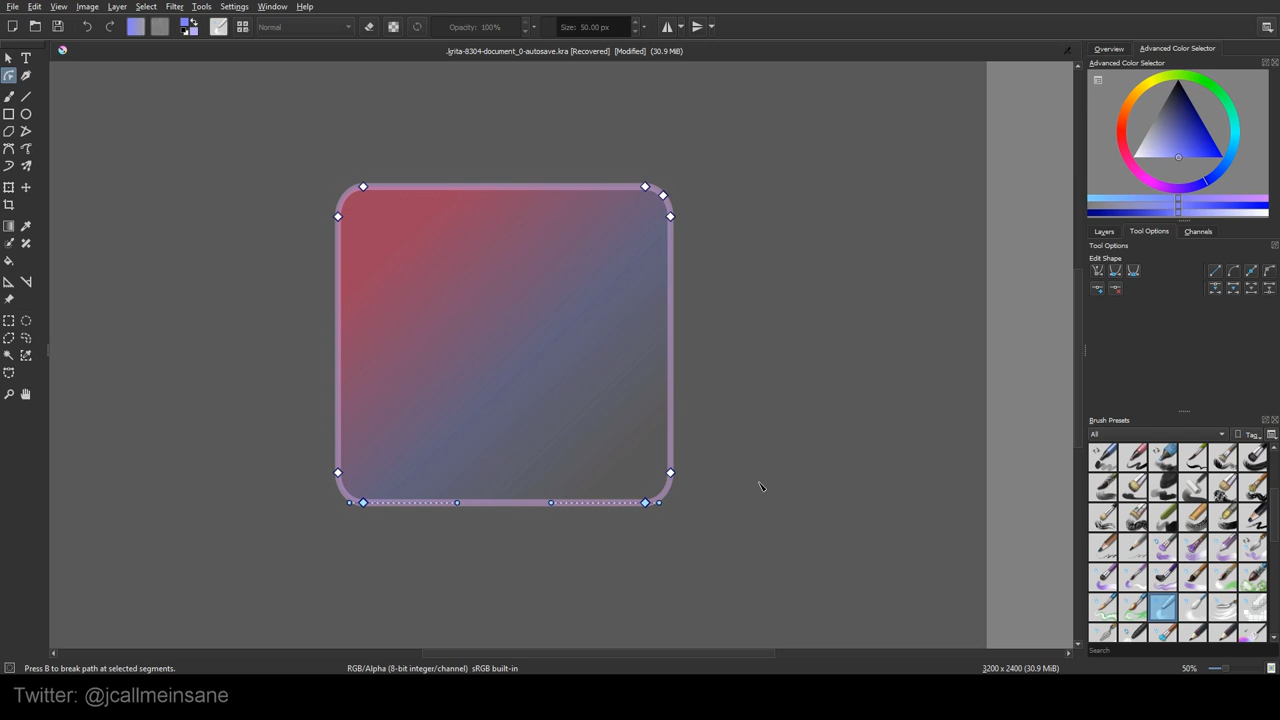 File Edit View Image Layer Select Filter Tools Settings Window Help
Normal Opacity: 100% Size: 50.00 px
.krita-8304-document_0-autosave.kra [Recovered] [Modified] (30.9 MiB)
Overview Advanced Color Selector
Advanced Color Selector
Layers Tool Options Channels
Tool Options
Edit Shape
Brush Presets
All Tag
Search
Press B to break path at selected segments. RGB/Alpha (8-bit integer/channel) sRGB built-in 3200 x 2400 (30.9 MiB) 50%
Twitter: @jcallmeinsane